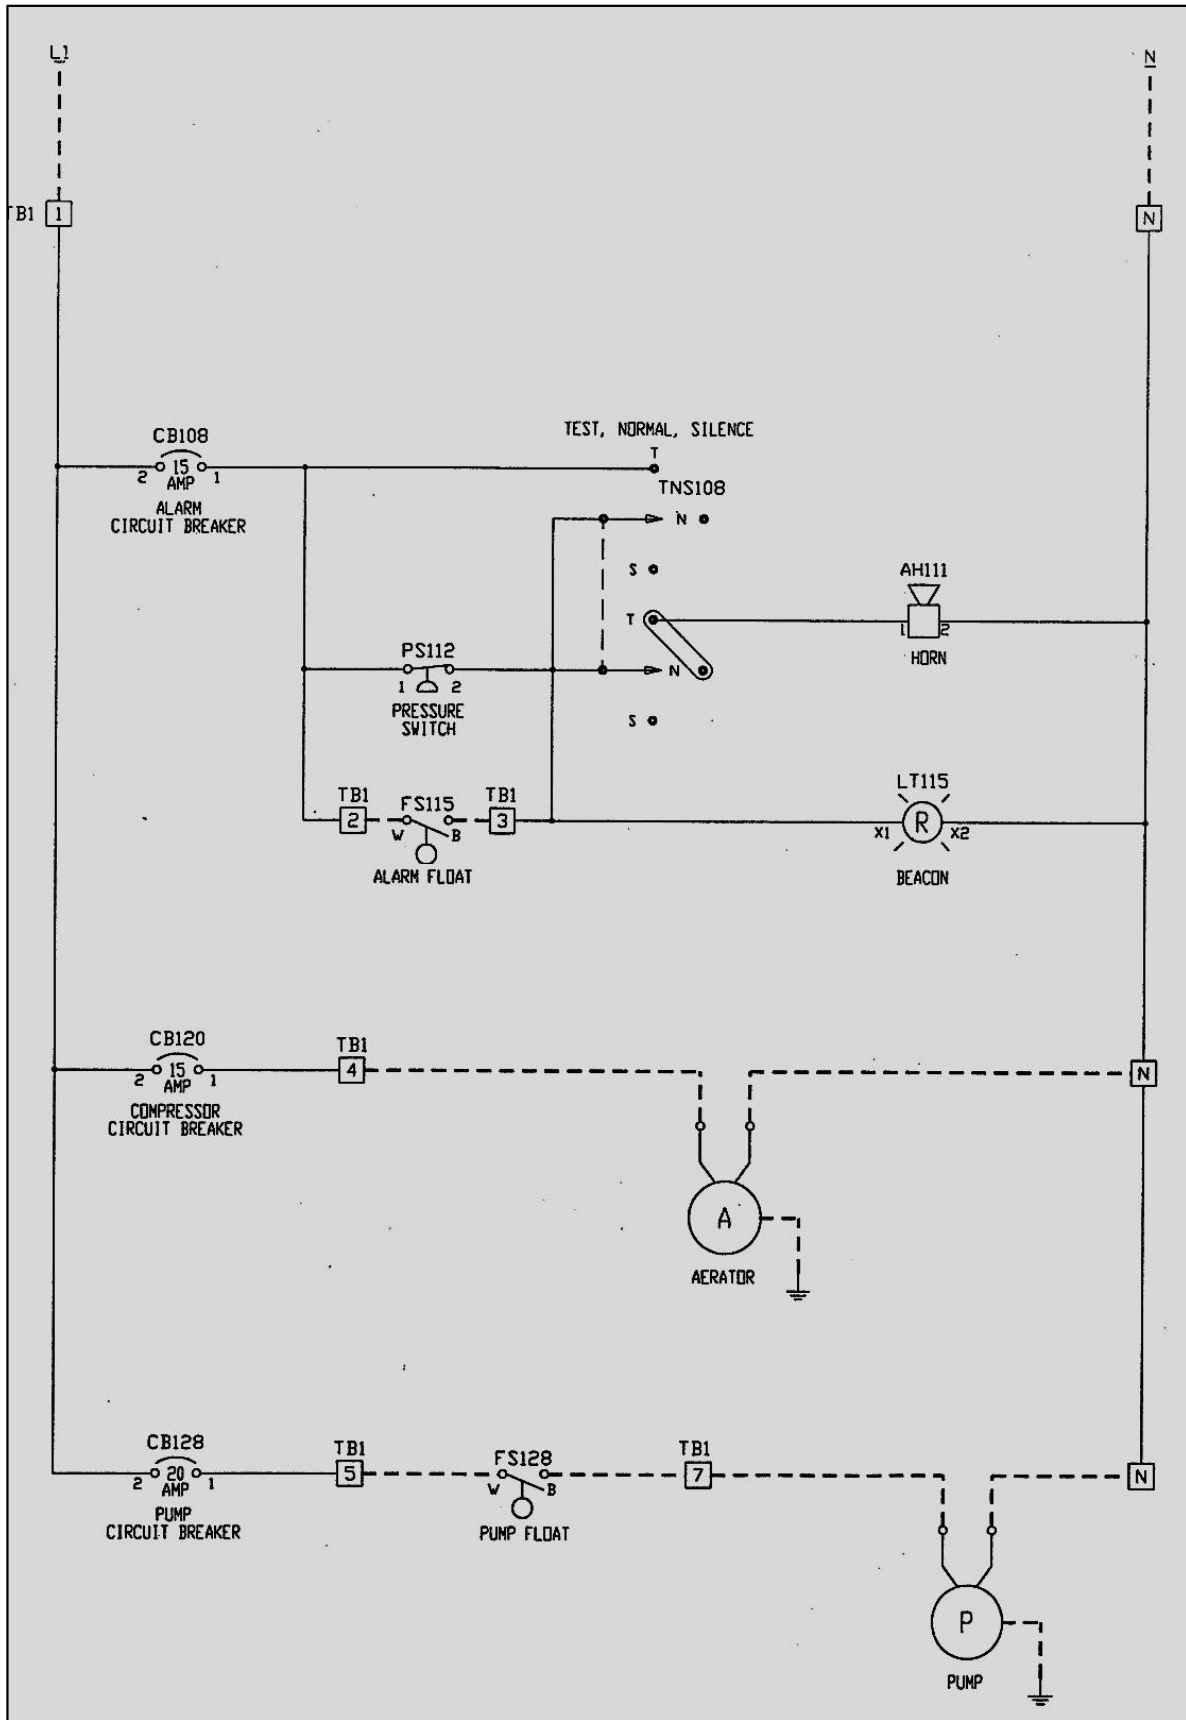 L1
N
TB1 1
N
TEST, NORMAL, SILENCE
CB108
T
2 15 1
AMP
TNS108
ALARM
CIRCUIT BREAKER
N
S
AH111
T
1 2
HORN
PS112
N
1 2
PRESSURE
SWITCH
S
TB1 FS115 TB1
LT115
2 W B 3
X1 R X2
ALARM FLOAT
BEACON
CB120
TB1
2 15 1
AMP
4
N
COMPRESSOR
CIRCUIT BREAKER
A
AERATOR
CB128
TB1 FS128 TB1
2 20 1
AMP
5 W B 7
N
PUMP
CIRCUIT BREAKER
PUMP FLOAT
P
PUMP